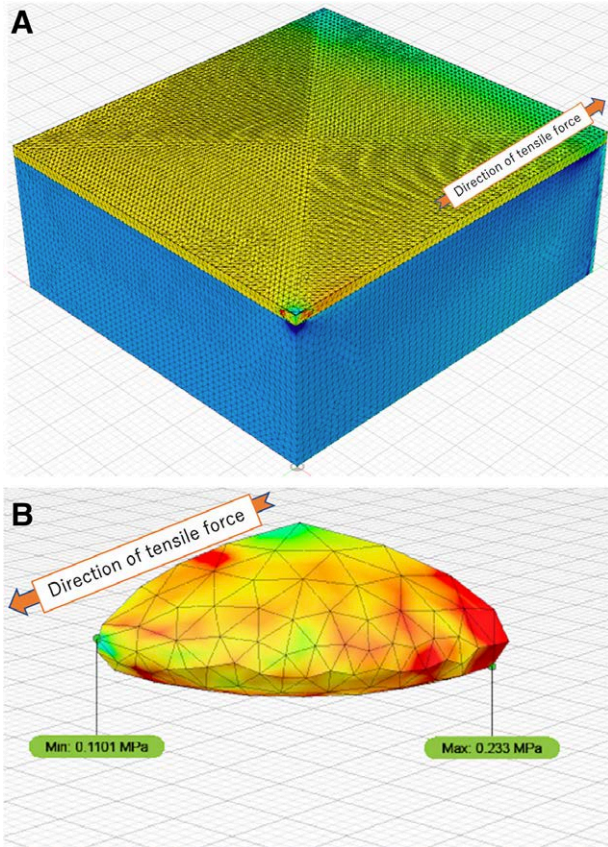 A
Direction of tensile force
B
Direction of tensile force
Min: 0.1101 MPa
Max: 0.233 MPa